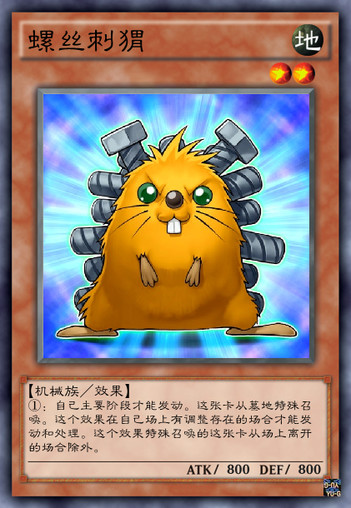 螺丝刺猬
地
【机械族／效果】
①：自己主要阶段才能发动。这张卡从墓地特殊召
唤。这个效果在自己场上有调整存在的场合才能发
动和处理。这个效果特殊召唤的这张卡从场上离开
的场合除外。
ATK/ 800 DEF/ 800